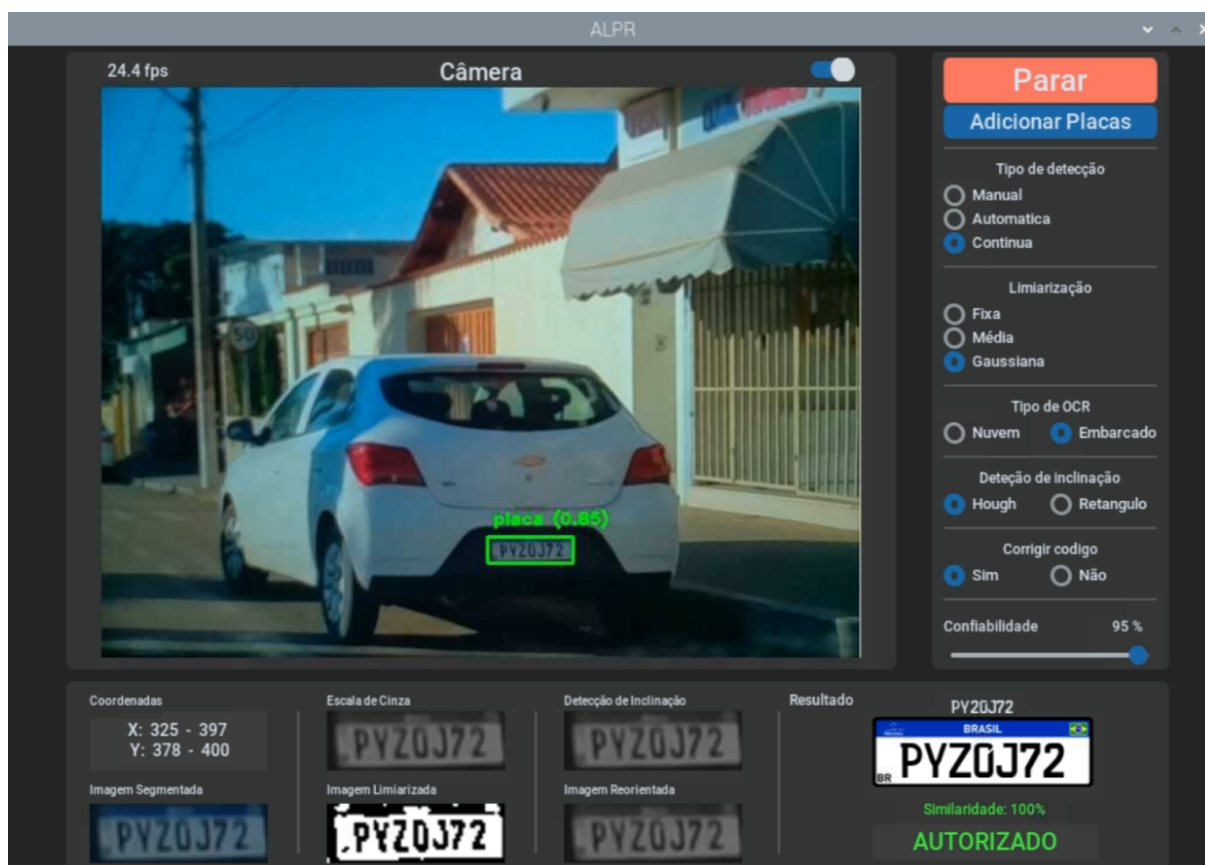 ALPR
24.4 fps
Câmera
50
placa (0.85)
PYZ0J72
Parar
Adicionar Placas
Tipo de detecção
Manual
Automatica
Continua
Limiarização
Fixa
Média
Gaussiana
Tipo de OCR
Nuvem
Embarcado
Deteção de inclinação
Hough
Retangulo
Corrigir codigo
Sim
Não
Confiabilidade
95 %
Coordenadas
X: 325 - 397
Y: 378 - 400
Imagem Segmentada
PYZ0J72
Escala de Cinza
PYZ0J72
Imagem Limiarizada
PYZ0J72
Detecção de Inclinação
PYZ0J72
Imagem Reorientada
PYZ0J72
Resultado
PY20J72
BRASIL
PYZ0J72
BR
Similaridade: 100%
AUTORIZADO